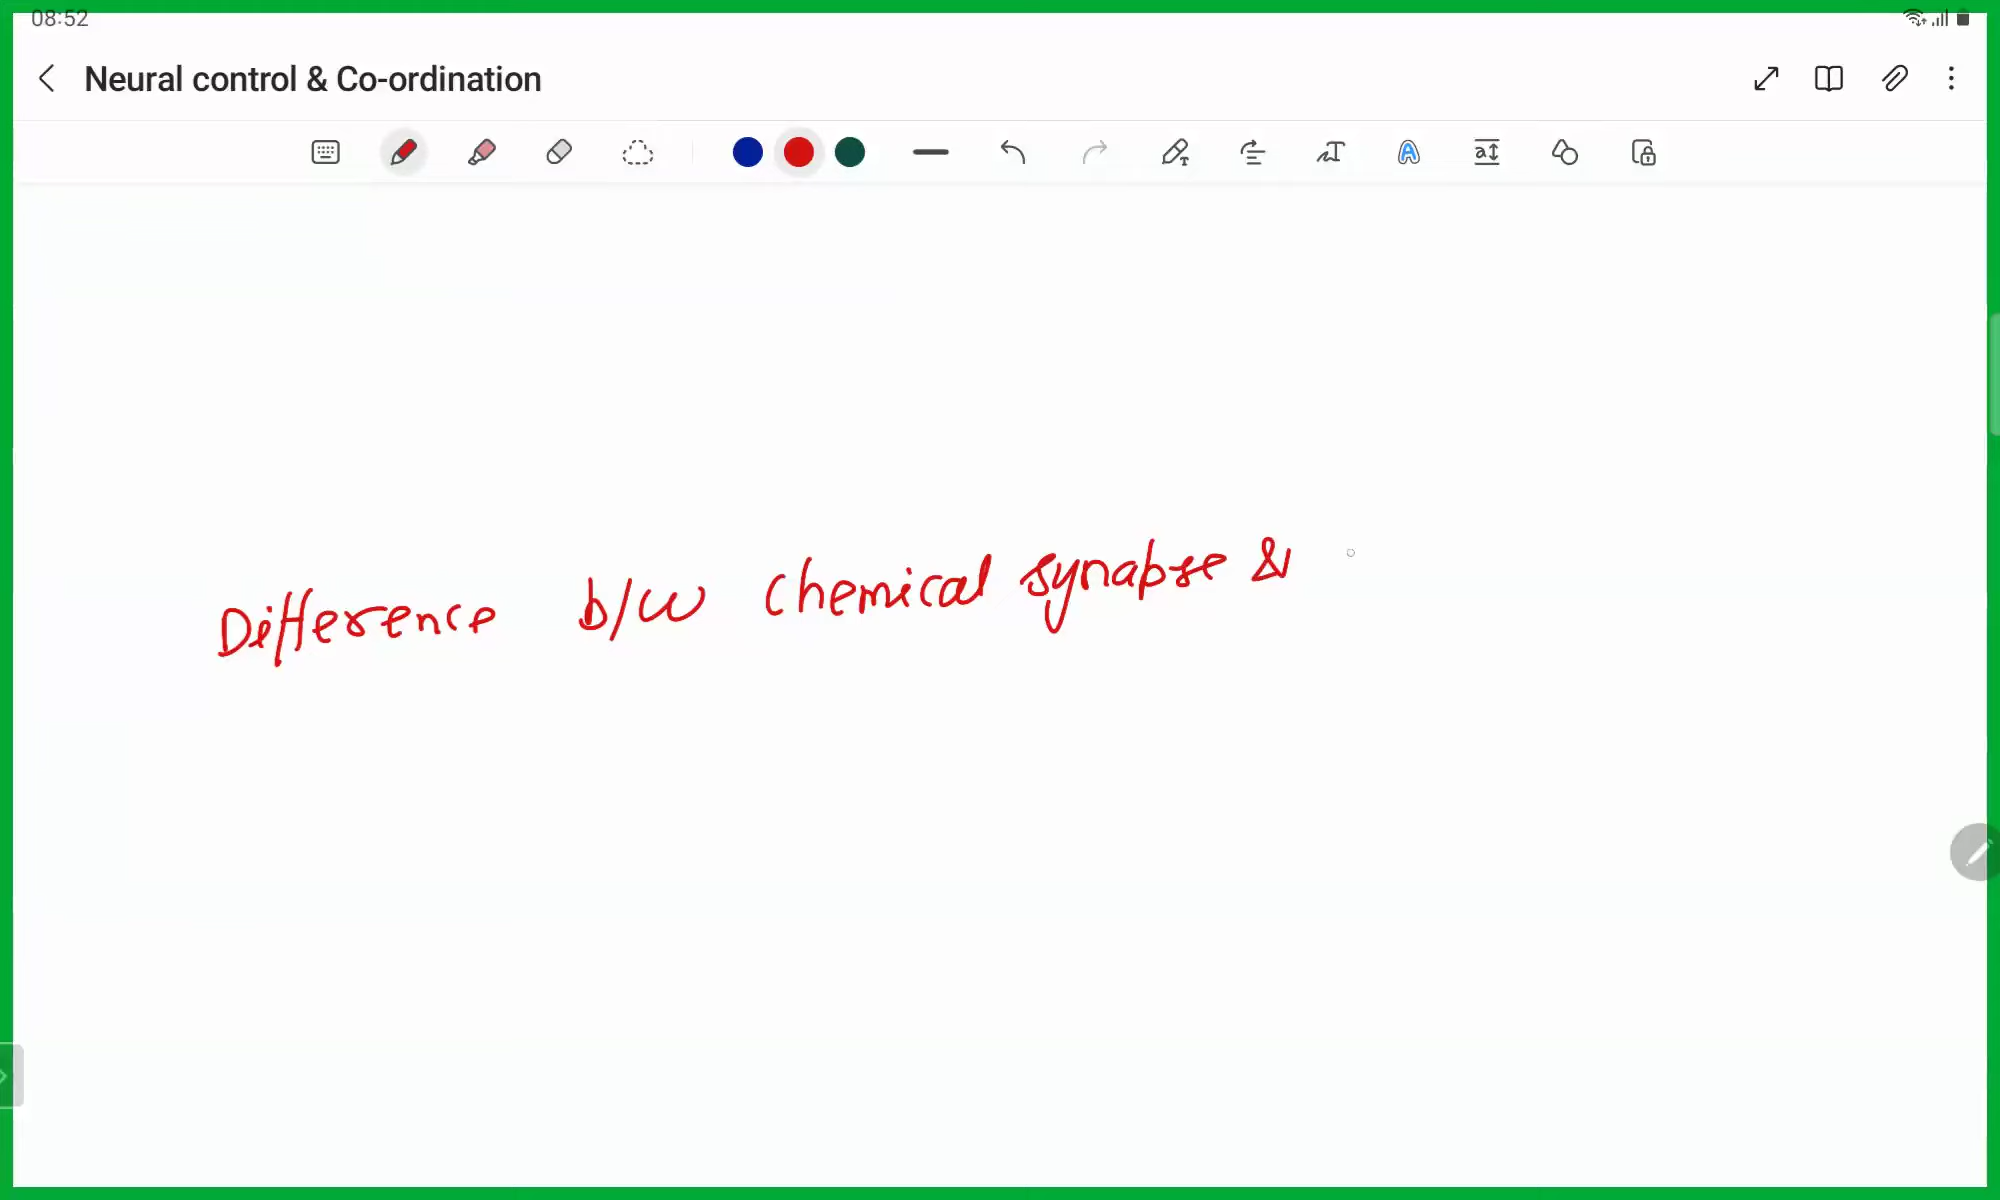 08:52
Neural control & Co-ordination
Difference b/w chemical synapse &